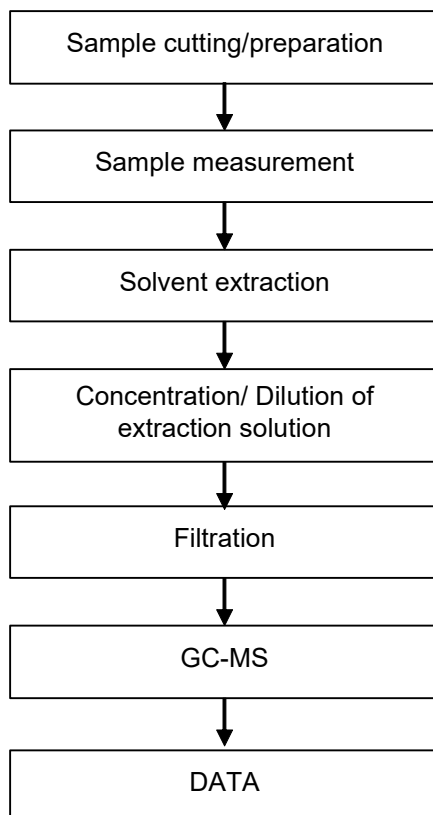 Sample cutting/preparation
Sample measurement
Solvent extraction
Concentration/ Dilution of
extraction solution
Filtration
GC-MS
DATA